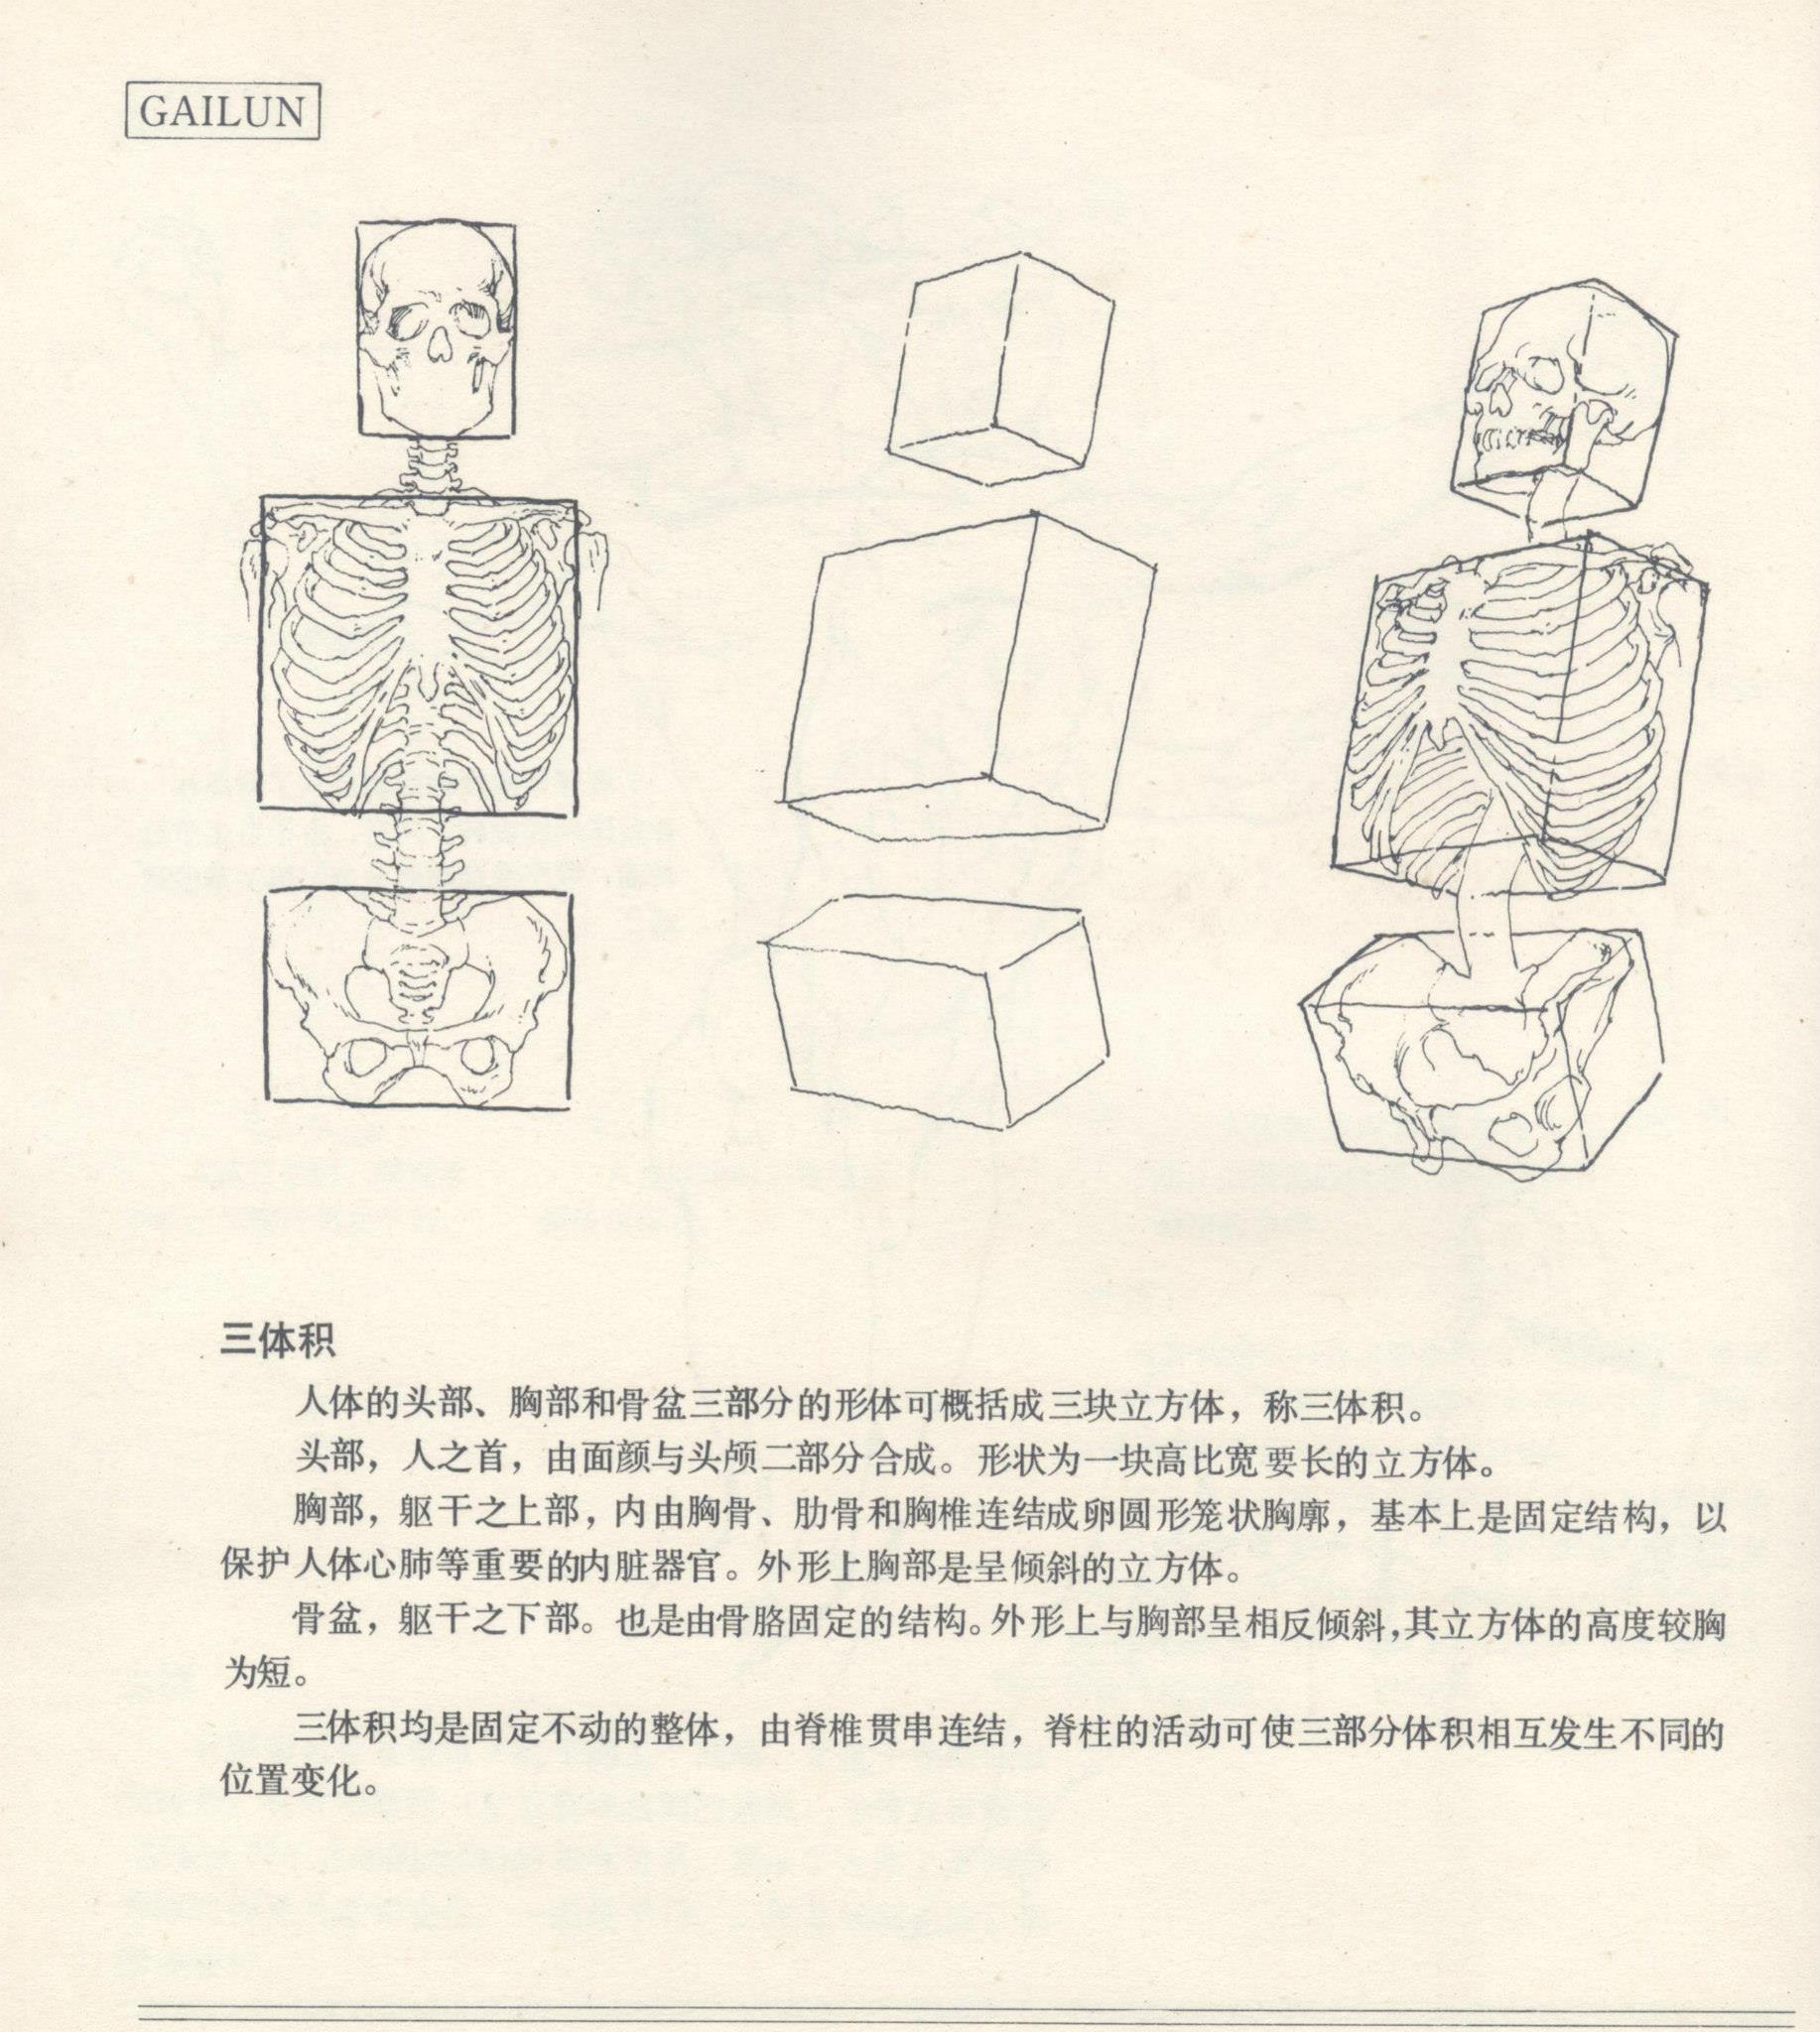 GAILUN
三体积
人体的头部、胸部和骨盆三部分的形体可概括成三块立方体，称三体积。
头部，人之首，由面颜与头颅二部分合成。形状为一块高比宽要长的立方体。
胸部，躯干之上部，内由胸骨、肋骨和胸椎连结成卵圆形笼状胸廓，基本上是固定结构，以
保护人体心肺等重要的内脏器官。外形上胸部是呈倾斜的立方体。
骨盆，躯干之下部。也是由骨胳固定的结构。外形上与胸部呈相反倾斜，其立方体的高度较胸
为短。
三体积均是固定不动的整体，由脊椎贯串连结，脊柱的活动可使三部分体积相互发生不同的
位置变化。